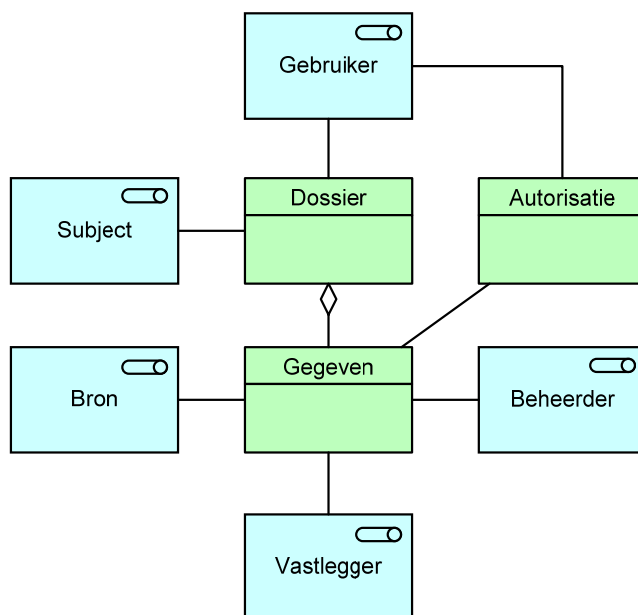 Gebruiker
Dossier
Autorisatie
Subject
Gegeven
Bron
Beheerder
Vastlegger